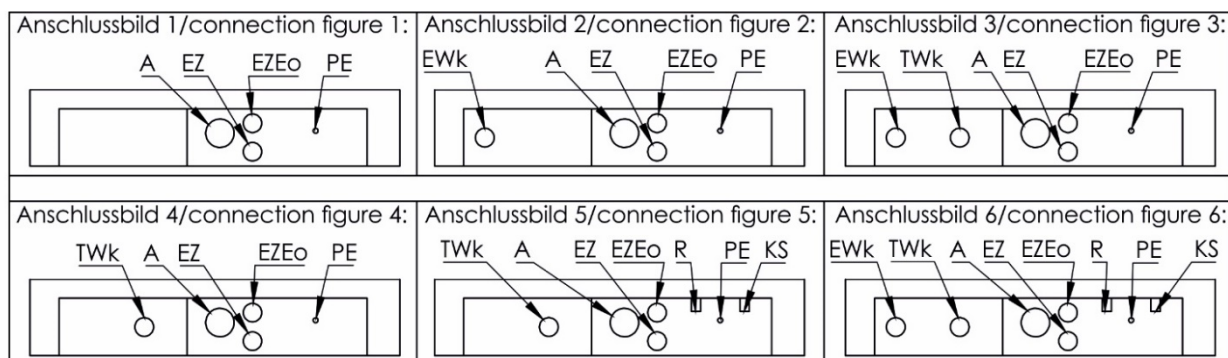 Anschlussbild 1/connection figure 1:
A EZ EZEo PE
Anschlussbild 2/connection figure 2:
EWk A EZ EZEo PE
Anschlussbild 3/connection figure 3:
EWk TWk A EZ EZEo PE
Anschlussbild 4/connection figure 4:
TWk A EZ EZEo PE
Anschlussbild 5/connection figure 5:
TWk A EZ EZEo R PE KS
Anschlussbild 6/connection figure 6:
EWk TWk A EZ EZEo R PE KS